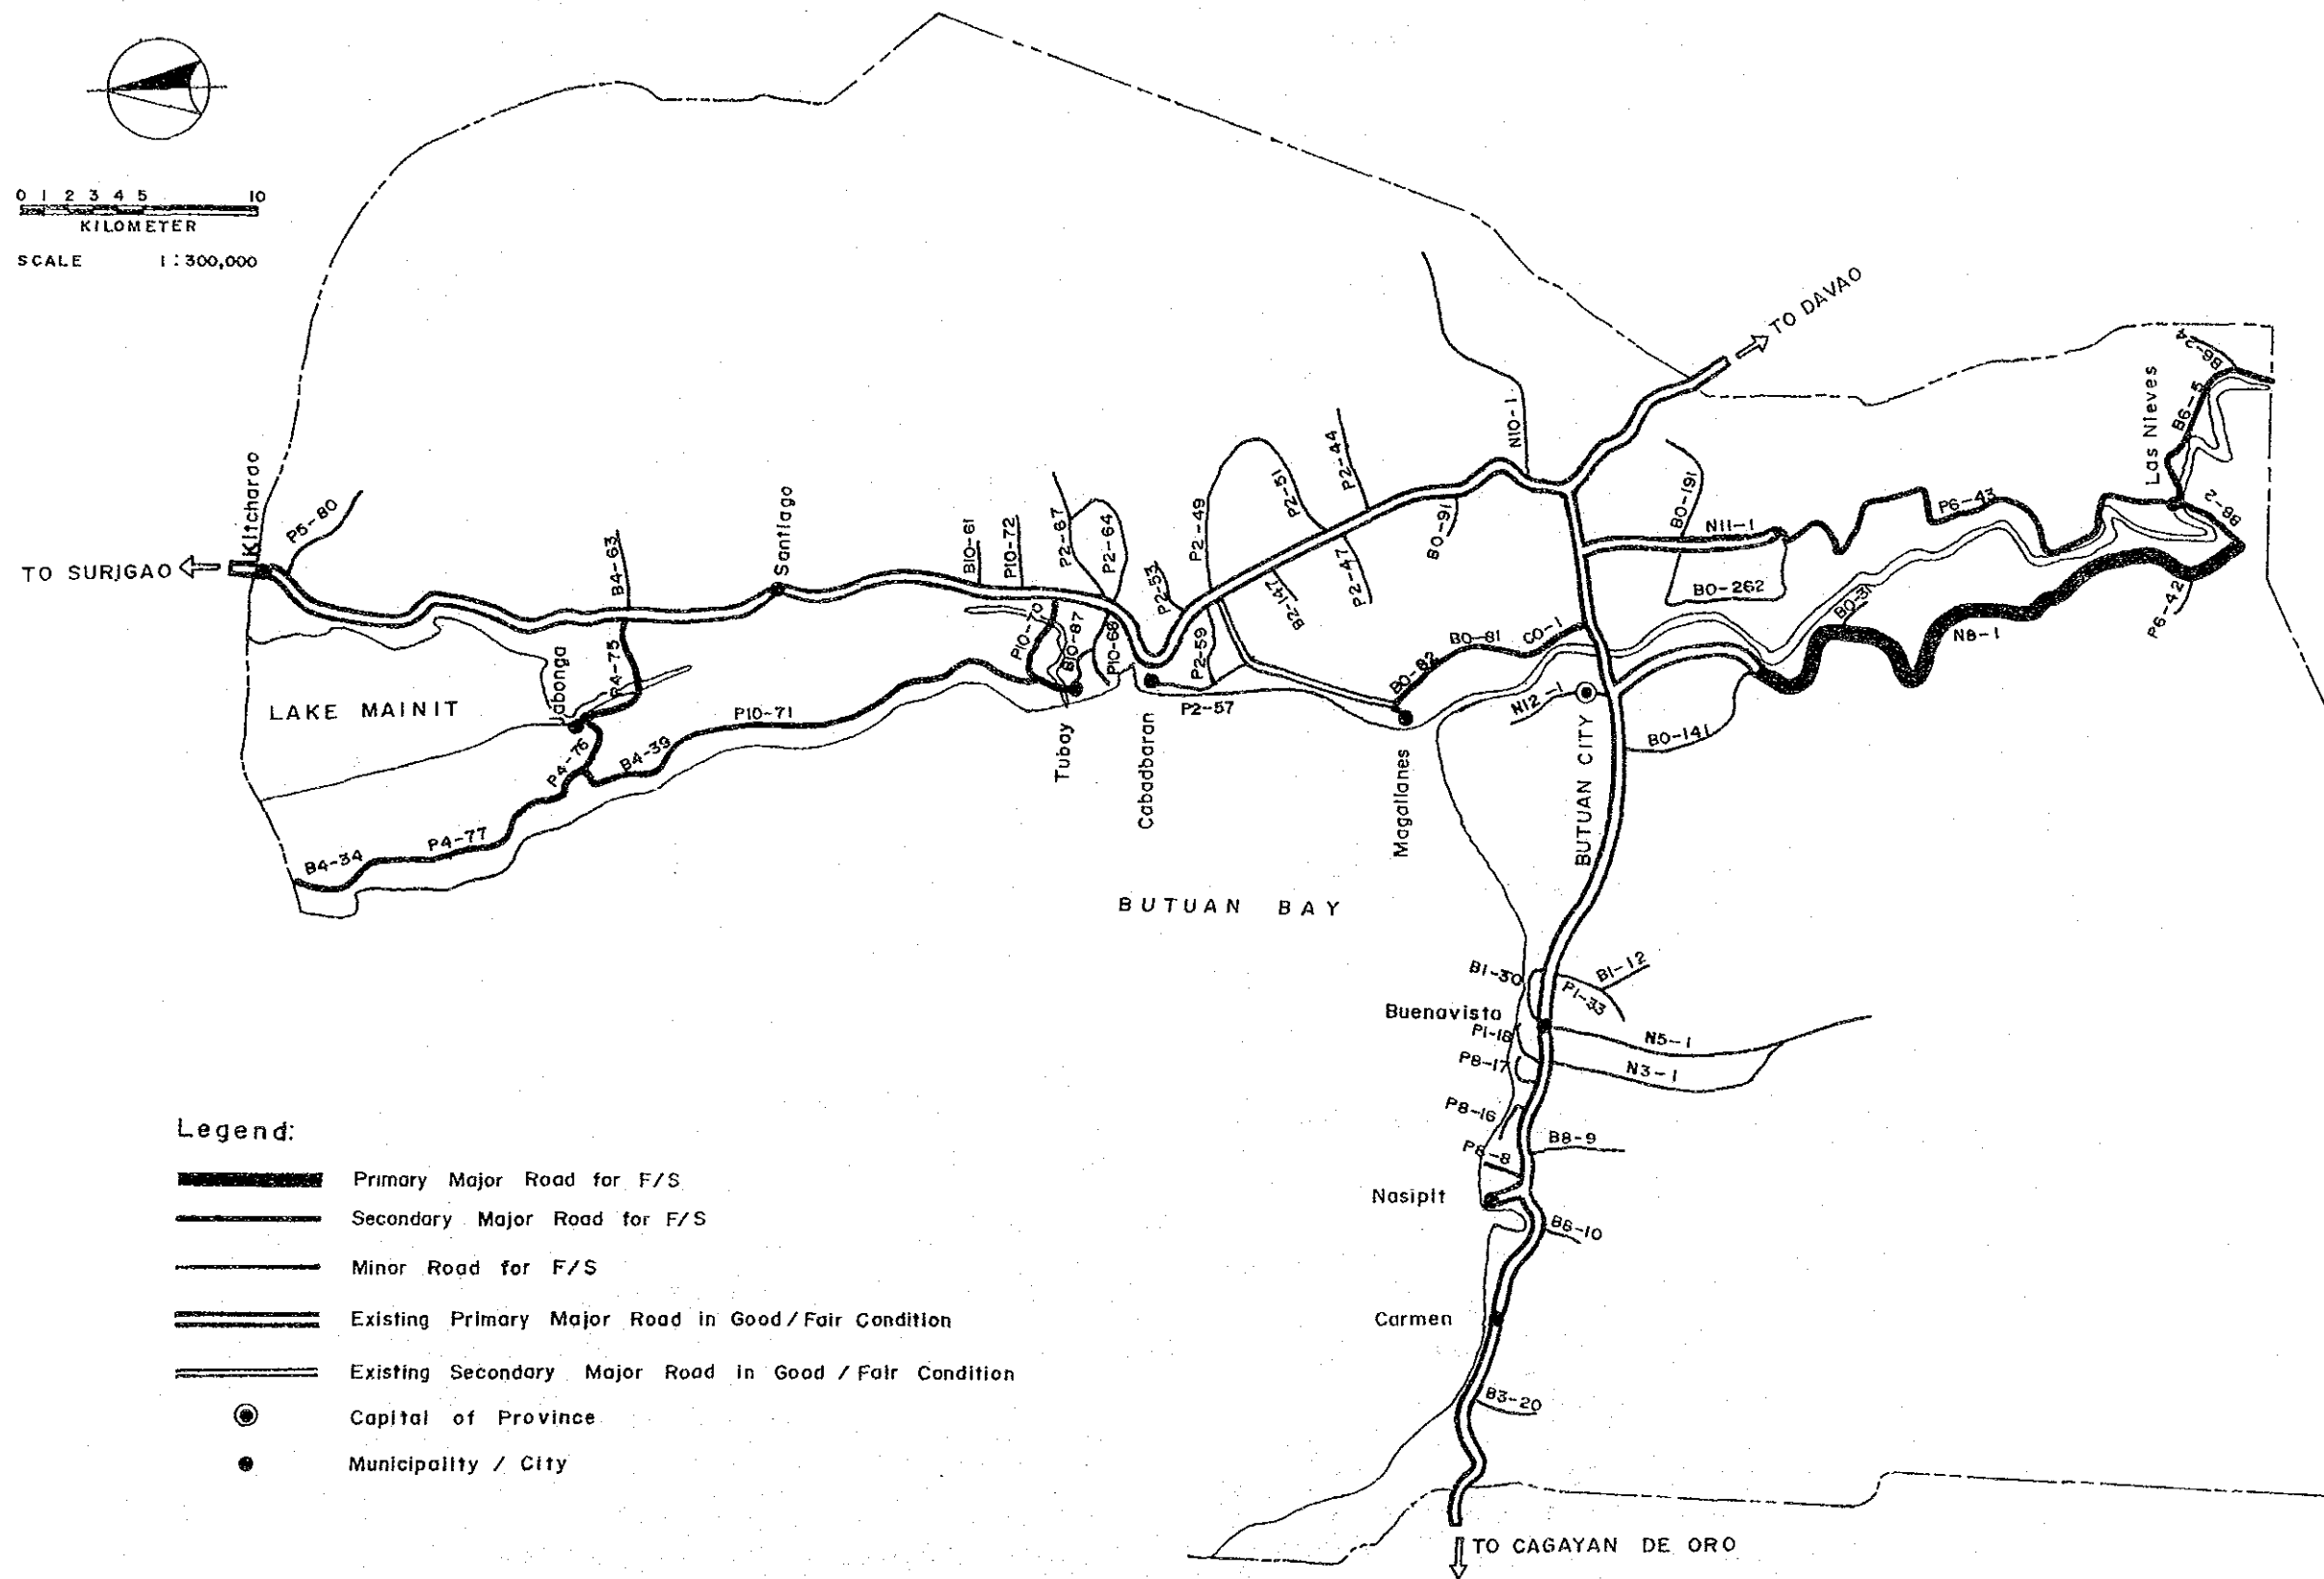 0 1 2 3 4 5 10
KILOMETER
SCALE 1:300,000
TO DAVAO
TO SURIGAO
Kitcharao
P5-80
B4-63
Santiago
B10-61
P10-72
P2-67
P2-64
P2-53
P2-49
P2-51
P2-44
B2-147
P2-47
B0-91
N10-1
B0-191
N11-1
P6-43
B0-262
Las Nieves
B6-24
B6-5
B6-2
P6-42
B0-31
N8-1
LAKE MAINIT
Jabonga
P4-75
P4-76
B4-39
P10-71
P4-77
B4-34
P10-70
B10-87
P10-68
Tubay
Cabadbaran
P2-59
P2-57
Magallanes
B0-82
B0-81
C0-1
N12-1
BUTUAN CITY
B0-141
BUTUAN BAY
B1-30
B1-12
P1-33
Buenavista
P1-18
N5-1
P8-17
N3-1
P8-16
B8-9
P8-8
Nasipit
B8-10
Carmen
B3-20
TO CAGAYAN DE ORO
Legend:
Primary Major Road for F/S
Secondary Major Road for F/S
Minor Road for F/S
Existing Primary Major Road in Good/Fair Condition
Existing Secondary Major Road in Good / Fair Condition
Capital of Province
Municipality / City